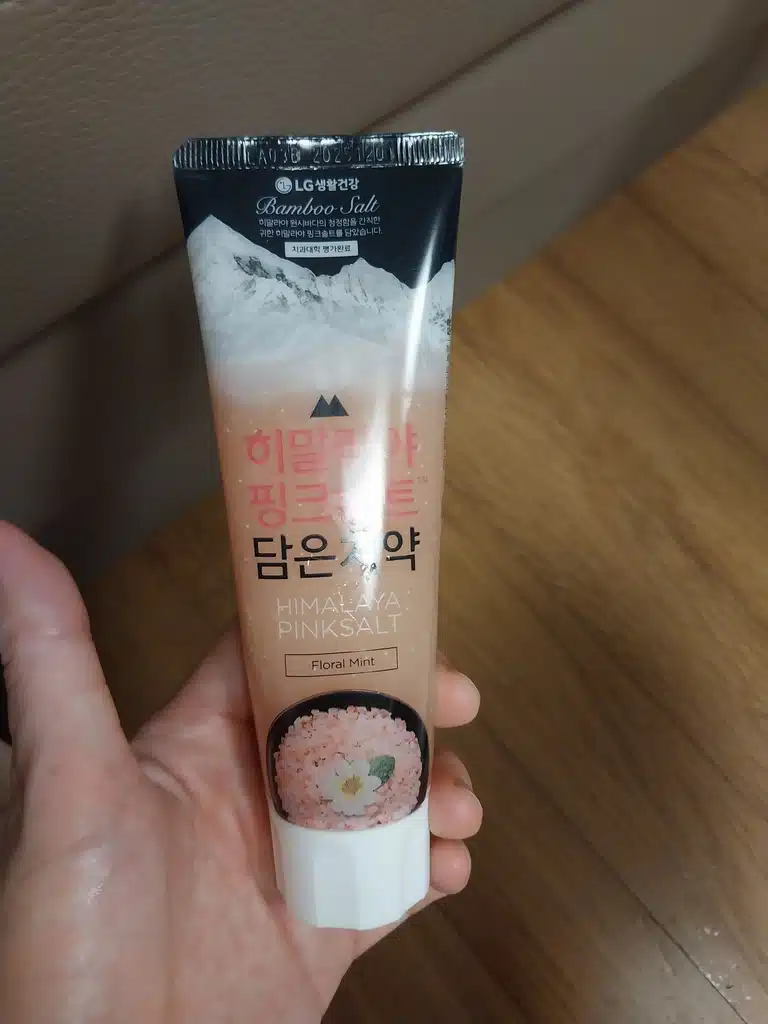 LA03B 20251201
LG생활건강
Bamboo Salt
히말라야 원시바다의 청정함을 간직한
귀한 히말라야 핑크솔트를 담았습니다.
치과대학 평가완료
히말라야
핑크솔트™
담은치약
HIMALAYA
PINKSALT
Floral Mint